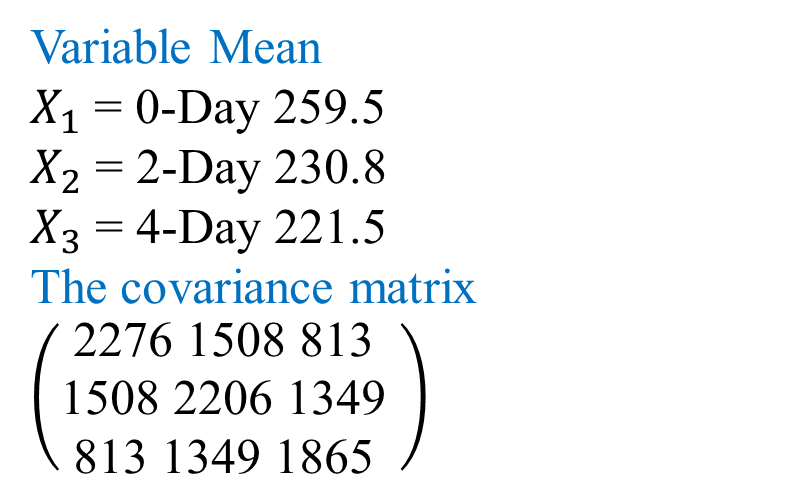 Variable Mean
X₁ = 0-Day 259.5
X₂ = 2-Day 230.8
X₃ = 4-Day 221.5
The covariance matrix
2276 1508 813
1508 2206 1349
813 1349 1865